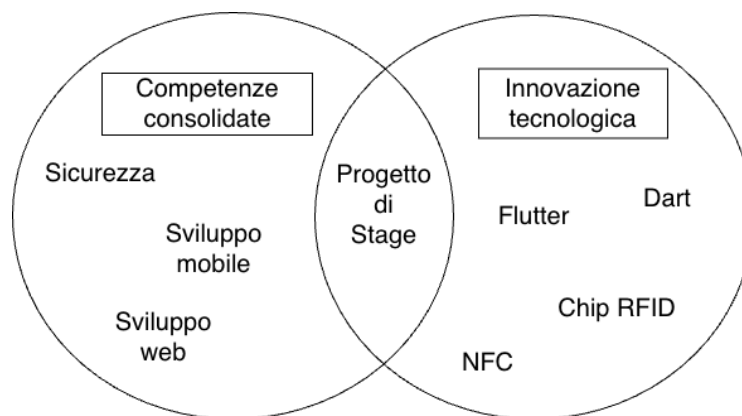 Competenze
consolidate
Sicurezza
Sviluppo
mobile
Sviluppo
web
Progetto
di
Stage
Innovazione
tecnologica
Dart
Flutter
Chip RFID
NFC